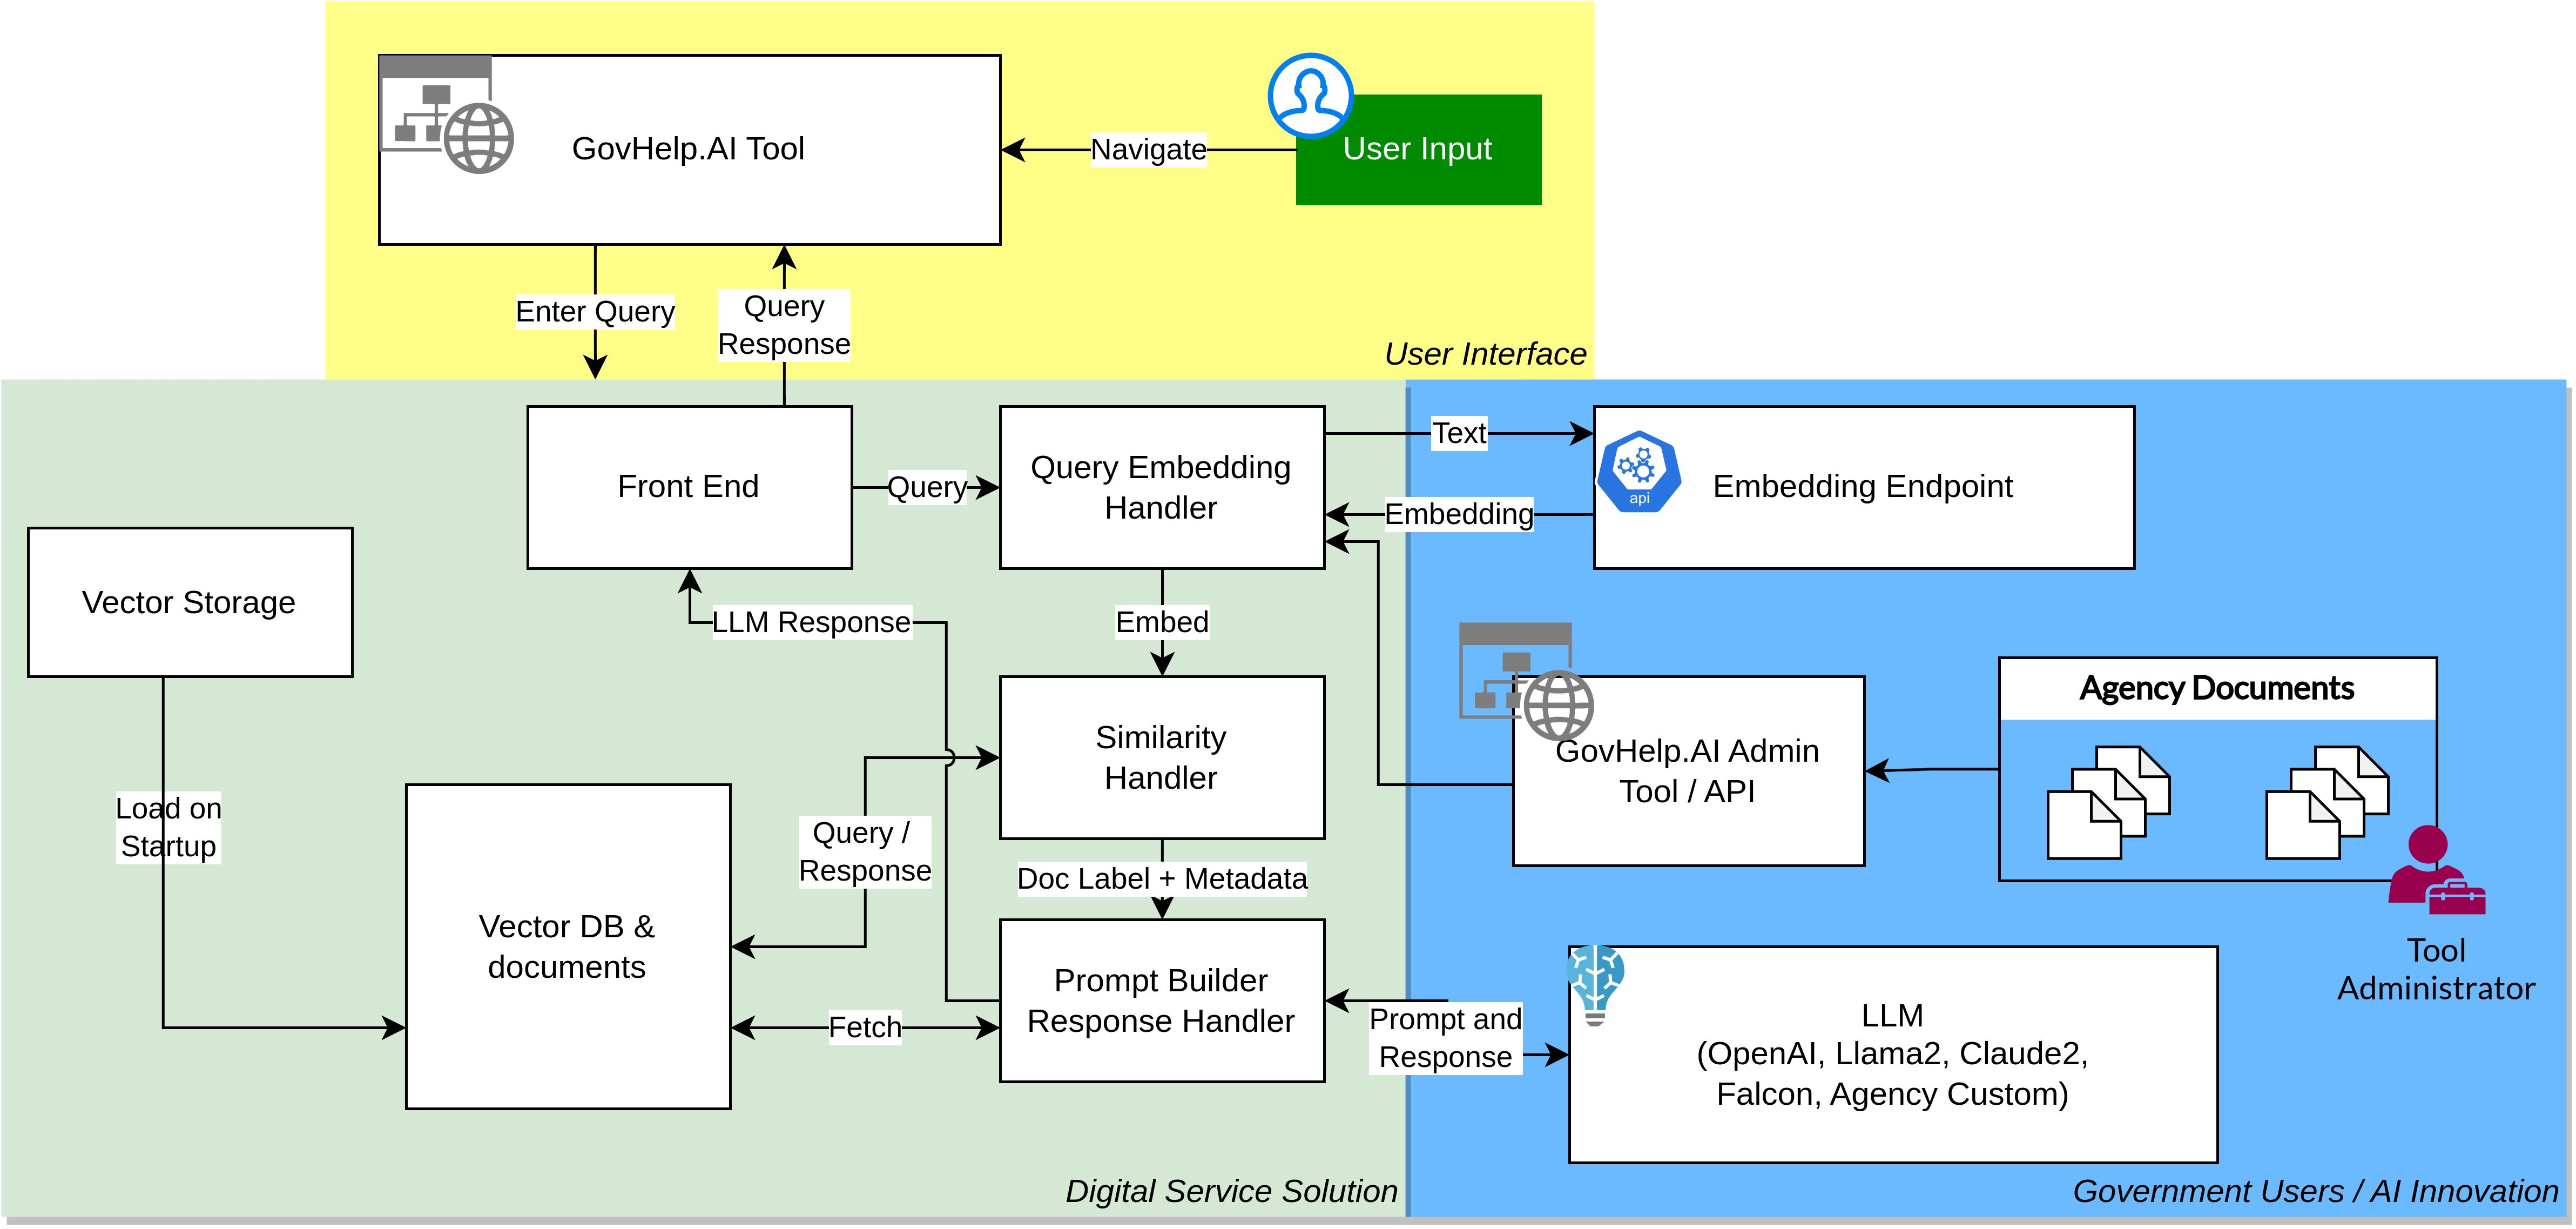 GovHelp.AI Tool
Navigate
User Input
Enter Query
Query
Response
User Interface
Front End
Query
Query Embedding
Handler
Text
Embedding
api
Embedding Endpoint
Vector Storage
LLM Response
Embed
Load on
Startup
Similarity
Handler
Query /
Response
GovHelp.AI Admin
Tool / API
Agency Documents
Tool
Administrator
Doc Label + Metadata
Vector DB &
documents
Fetch
Prompt Builder
Response Handler
Prompt and
Response
LLM
(OpenAI, Llama2, Claude2,
Falcon, Agency Custom)
Digital Service Solution
Government Users / AI Innovation